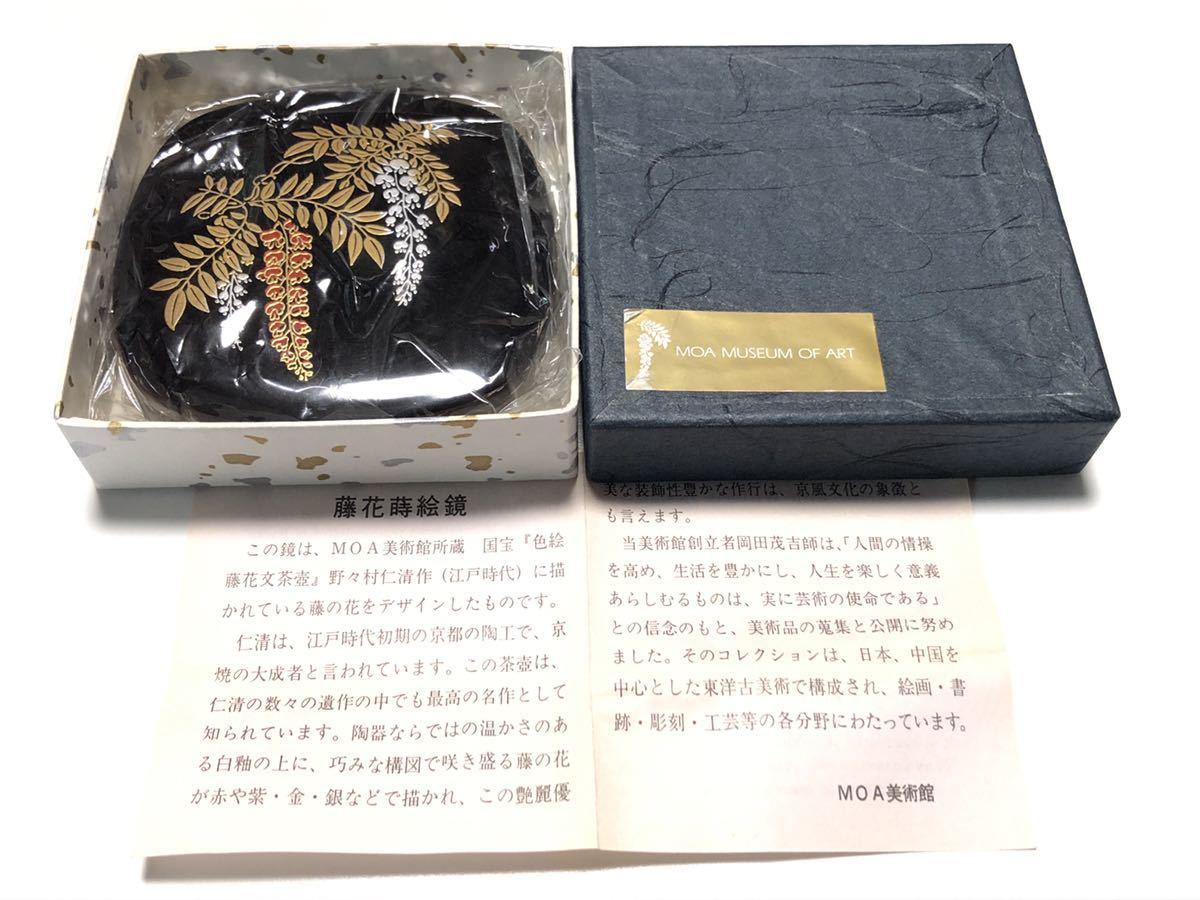 MOA MUSEUM OF ART
藤花蒔絵鏡
この鏡は、MOA美術館所蔵　国宝『色絵
藤花文茶壺』野々村仁清作（江戸時代）に描
かれている藤の花をデザインしたものです。
仁清は、江戸時代初期の京都の陶工で、京
焼の大成者と言われています。この茶壺は、
仁清の数々の遺作の中でも最高の名作として
知られています。陶器ならではの温かさのあ
る白釉の上に、巧みな構図で咲き盛る藤の花
が赤や紫・金・銀などで描かれ、この艶麗優
美な装飾性豊かな作行は、京風文化の象徴と
も言えます。
当美術館創立者岡田茂吉師は、「人間の情操
を高め、生活を豊かにし、人生を楽しく意義
あらしむるものは、実に芸術の使命である」
との信念のもと、美術品の蒐集と公開に努め
ました。そのコレクションは、日本、中国を
中心とした東洋古美術で構成され、絵画・書
跡・彫刻・工芸等の各分野にわたっています。
MOA美術館